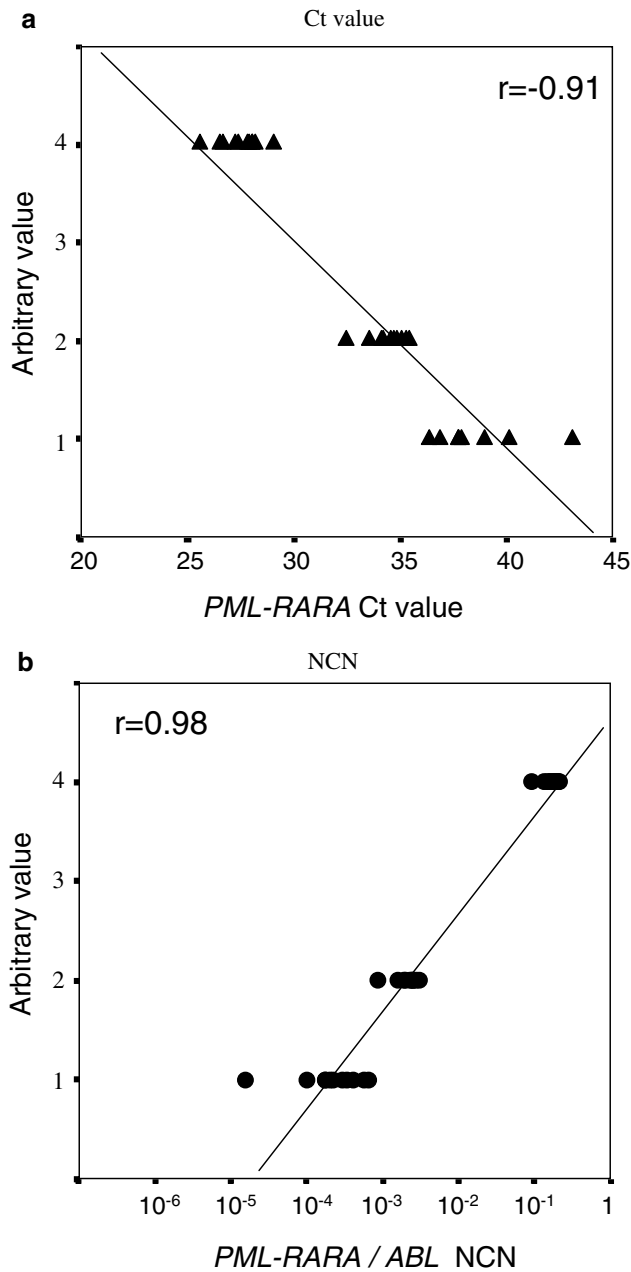 a
Ct value
r=-0.91
4
3
2
1
Arbitrary value
20 25 30 35 40 45
PML-RARA Ct value
b
NCN
r=0.98
4
3
2
1
Arbitrary value
10-6 10-5 10-4 10-3 10-2 10-1 1
PML-RARA / ABL NCN